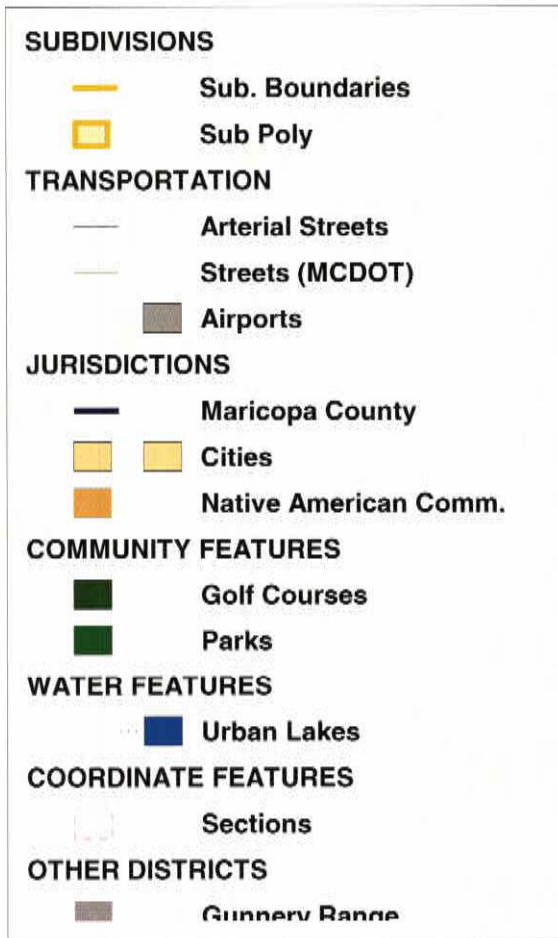 SUBDIVISIONS
Sub. Boundaries
Sub Poly
TRANSPORTATION
Arterial Streets
Streets (MCDOT)
Airports
JURISDICTIONS
Maricopa County
Cities
Native American Comm.
COMMUNITY FEATURES
Golf Courses
Parks
WATER FEATURES
Urban Lakes
COORDINATE FEATURES
Sections
OTHER DISTRICTS
Gunnery Range